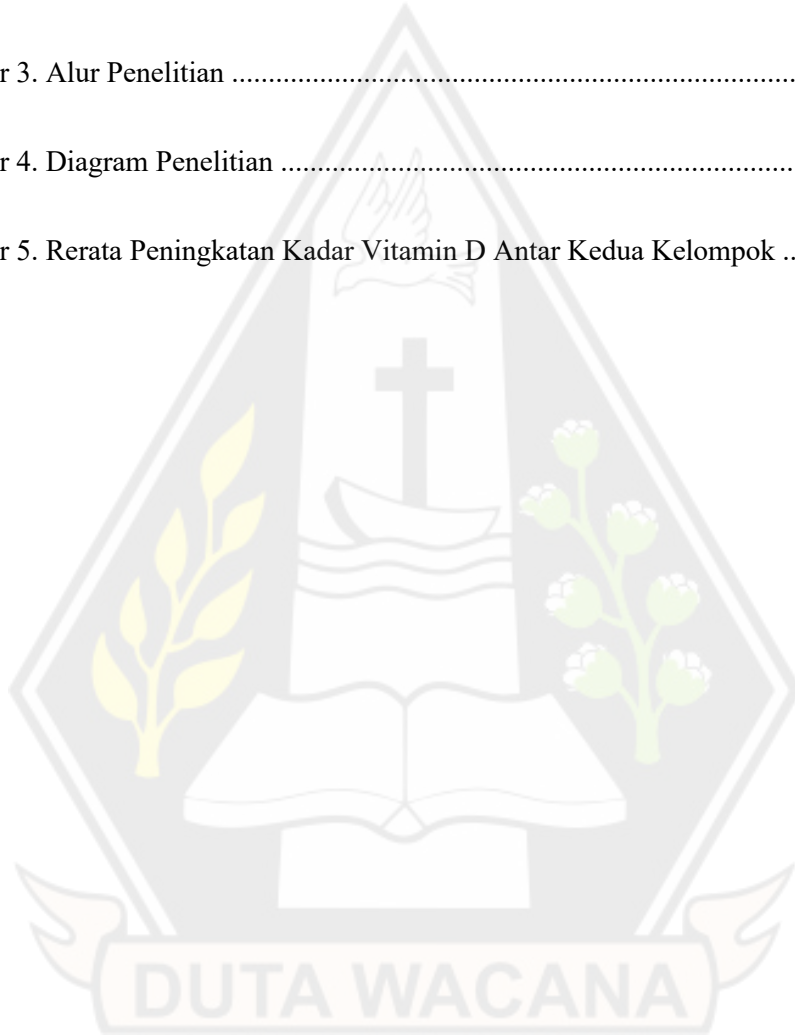 r 3. Alur Penelitian ..........................................................................
r 4. Diagram Penelitian ...................................................................
r 5. Rerata Peningkatan Kadar Vitamin D Antar Kedua Kelompok ..
DUTA WACANA